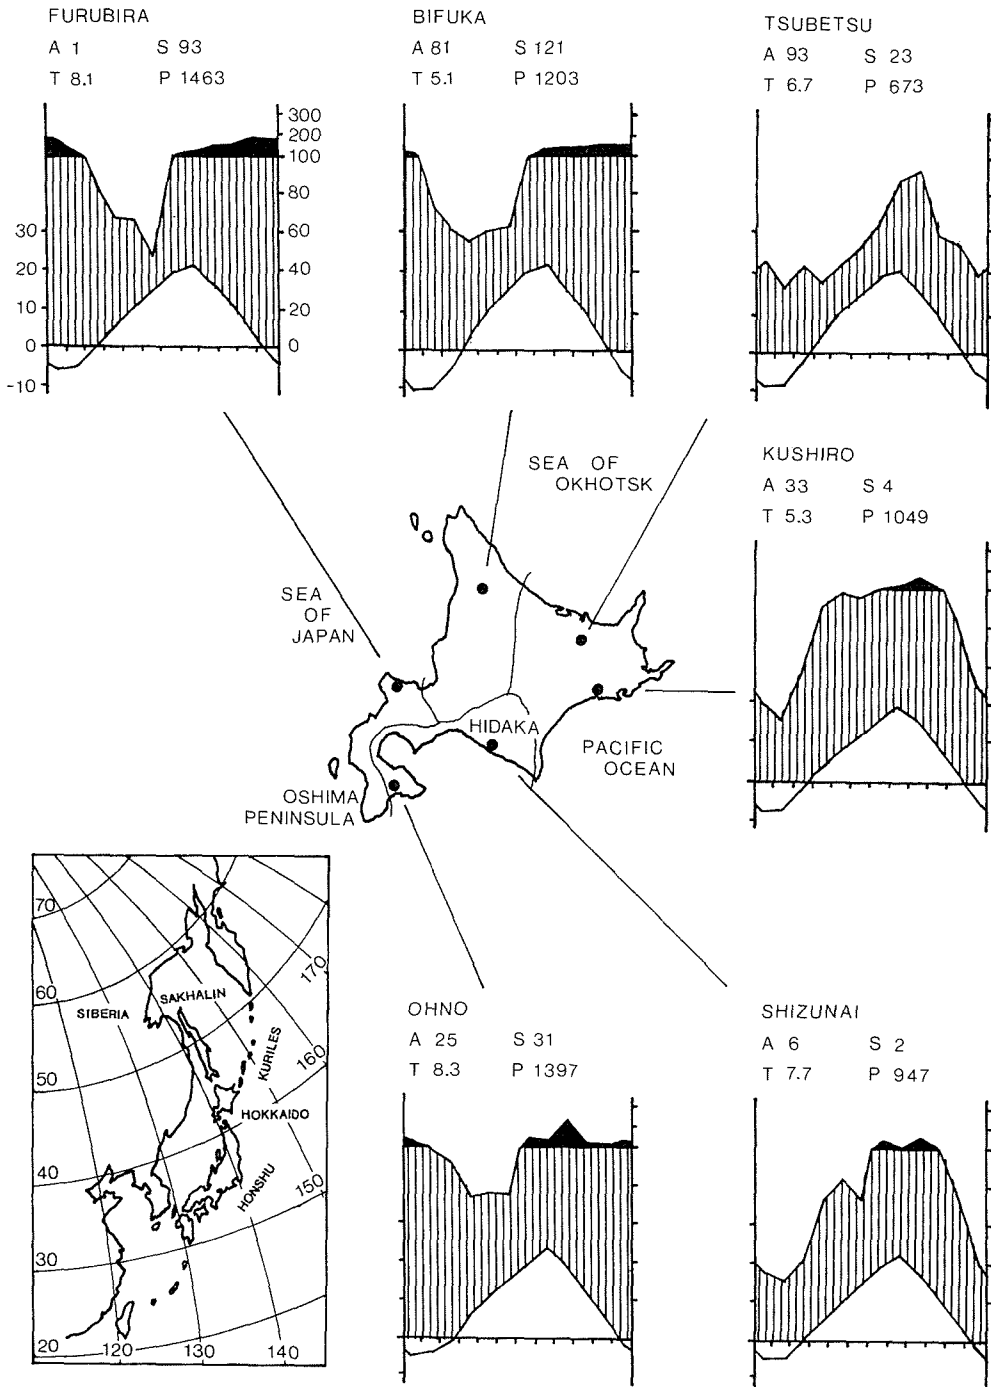 FURUBIRA
A 1 S 93
T 8.1 P 1463
300
200
100
80
60
40
20
0
30
20
10
0
-10
BIFUKA
A 81 S 121
T 5.1 P 1203
TSUBETSU
A 93 S 23
T 6.7 P 673
KUSHIRO
A 33 S 4
T 5.3 P 1049
SEA OF
OKHOTSK
SEA
OF
JAPAN
HIDAKA
PACIFIC
OCEAN
OSHIMA
PENINSULA
70
60
50
40
30
20
120
130
140
150
160
170
SIBERIA
SAKHALIN
KURILES
HOKKAIDO
HONSHU
OHNO
A 25 S 31
T 8.3 P 1397
SHIZUNAI
A 6 S 2
T 7.7 P 947